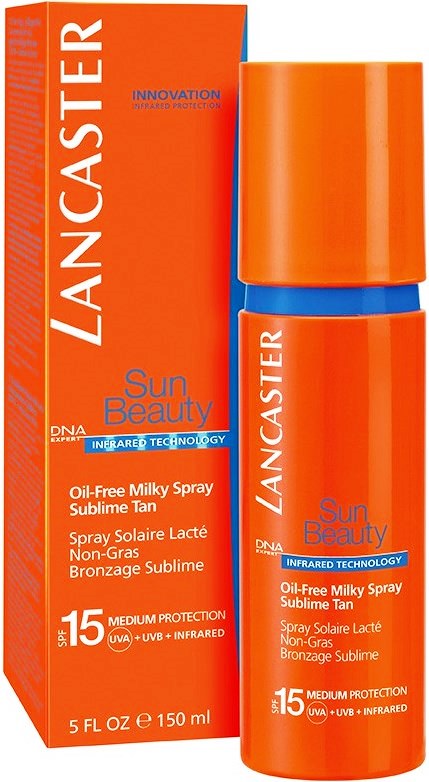 INNOVATION
INFRARED PROTECTION
LANCASTER
Sun
Beauty
DNA
EXPERT
INFRARED TECHNOLOGY
Oil-Free Milky Spray
Sublime Tan
Spray Solaire Lacté
Non-Gras
Bronzage Sublime
SPF 15 MEDIUM PROTECTION
UVA + UVB + INFRARED
5 FL OZ e 150 ml
LANCASTER
Sun
Beauty
DNA
EXPERT
INFRARED TECHNOLOGY
Oil-Free Milky Spray
Sublime Tan
Spray Solaire Lacté
Non-Gras
Bronzage Sublime
SPF 15 MEDIUM PROTECTION
UVA + UVB + INFRARED